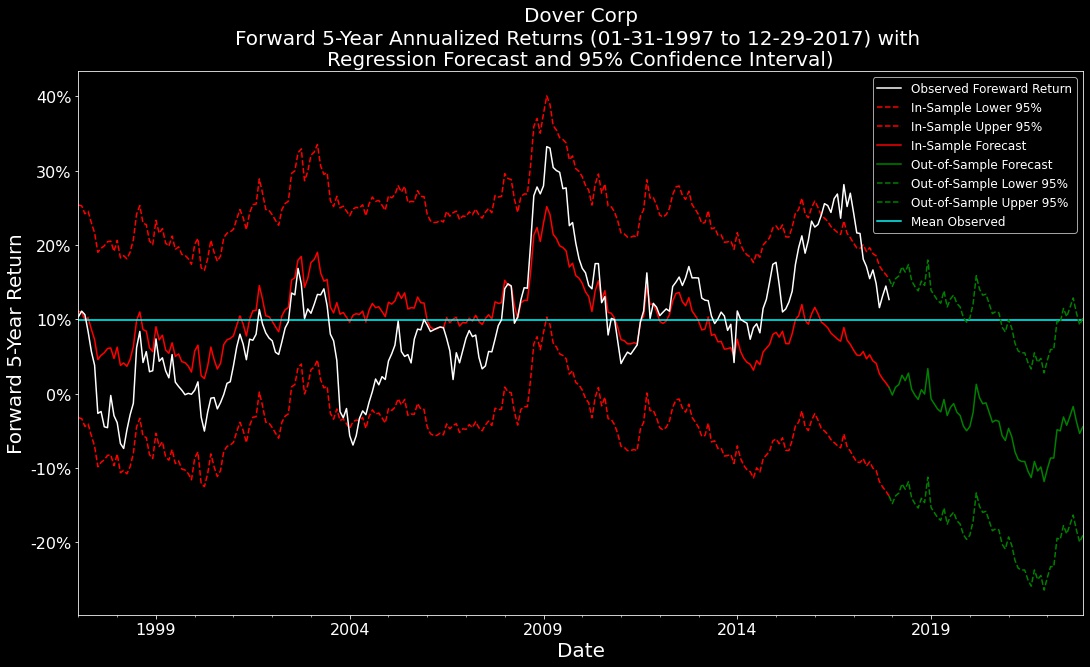 Dover Corp
Forward 5-Year Annualized Returns (01-31-1997 to 12-29-2017) with
Regression Forecast and 95% Confidence Interval)
Observed Foreward Return
In-Sample Lower 95%
In-Sample Upper 95%
In-Sample Forecast
Out-of-Sample Forecast
Out-of-Sample Lower 95%
Out-of-Sample Upper 95%
Mean Observed
Forward 5-Year Return
40%
30%
20%
10%
0%
-10%
-20%
1999
2004
2009
2014
2019
Date